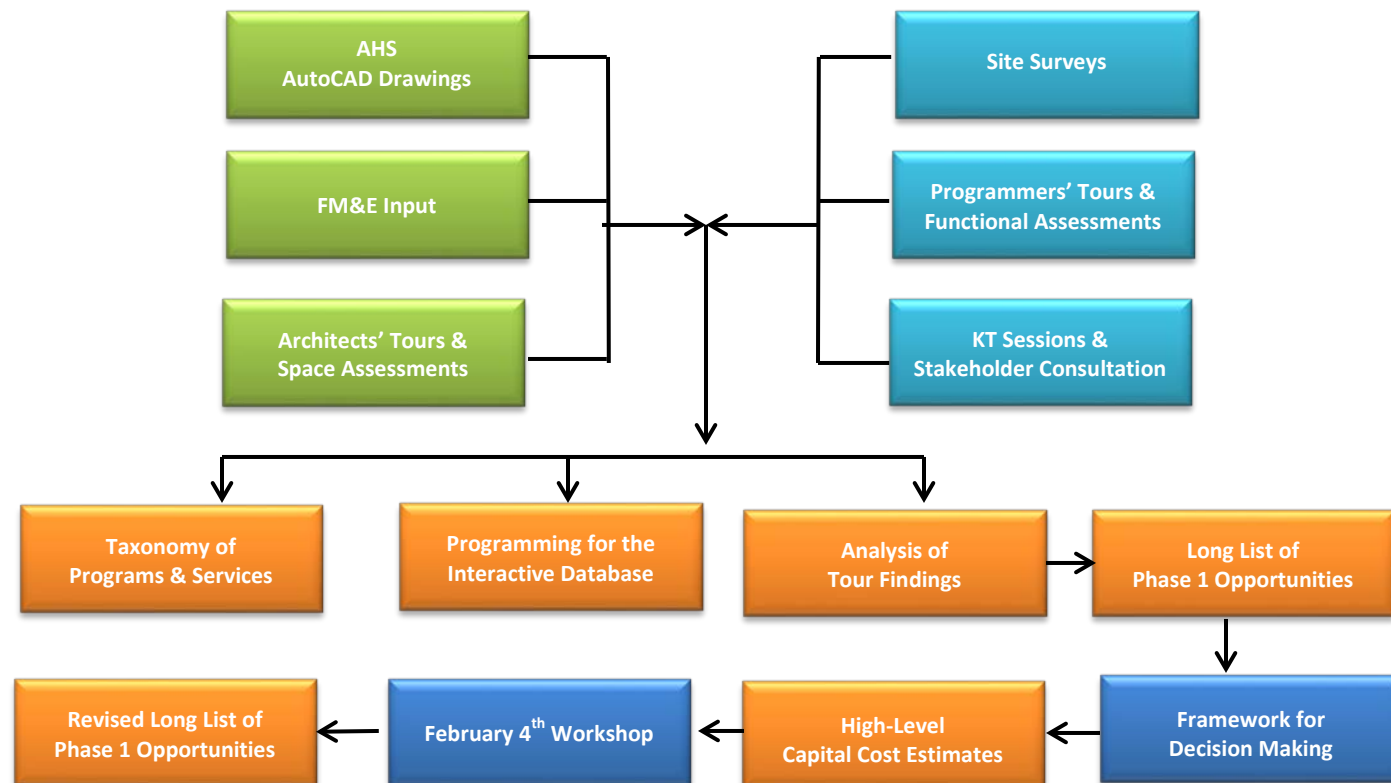 AHS
AutoCAD Drawings
Site Surveys
FM&E Input
Programmers’ Tours &
Functional Assessments
Architects’ Tours &
Space Assessments
KT Sessions &
Stakeholder Consultation
Taxonomy of
Programs & Services
Programming for the
Interactive Database
Analysis of
Tour Findings
Long List of
Phase 1 Opportunities
Revised Long List of
Phase 1 Opportunities
February 4th Workshop
High-Level
Capital Cost Estimates
Framework for
Decision Making